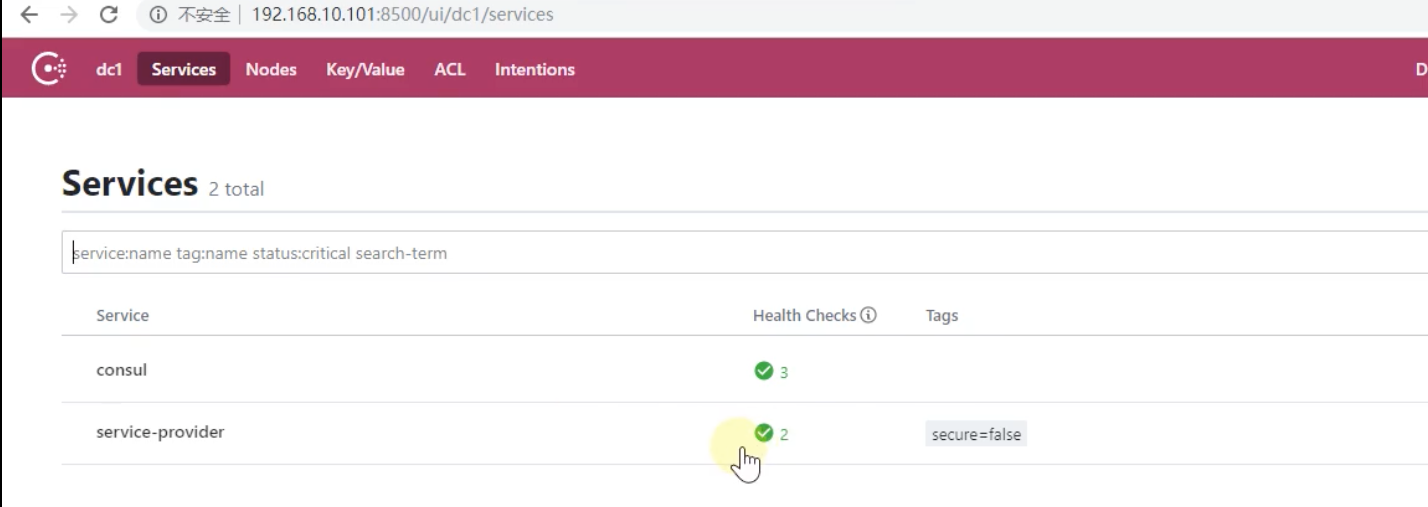 不安全 192.168.10.101:8500/ui/dc1/services
dc1 Services Nodes Key/Value ACL Intentions D
Services 2 total
service:name tag:name status:critical search-term
Service Health Checks Tags
consul 3
service-provider 2 secure=false